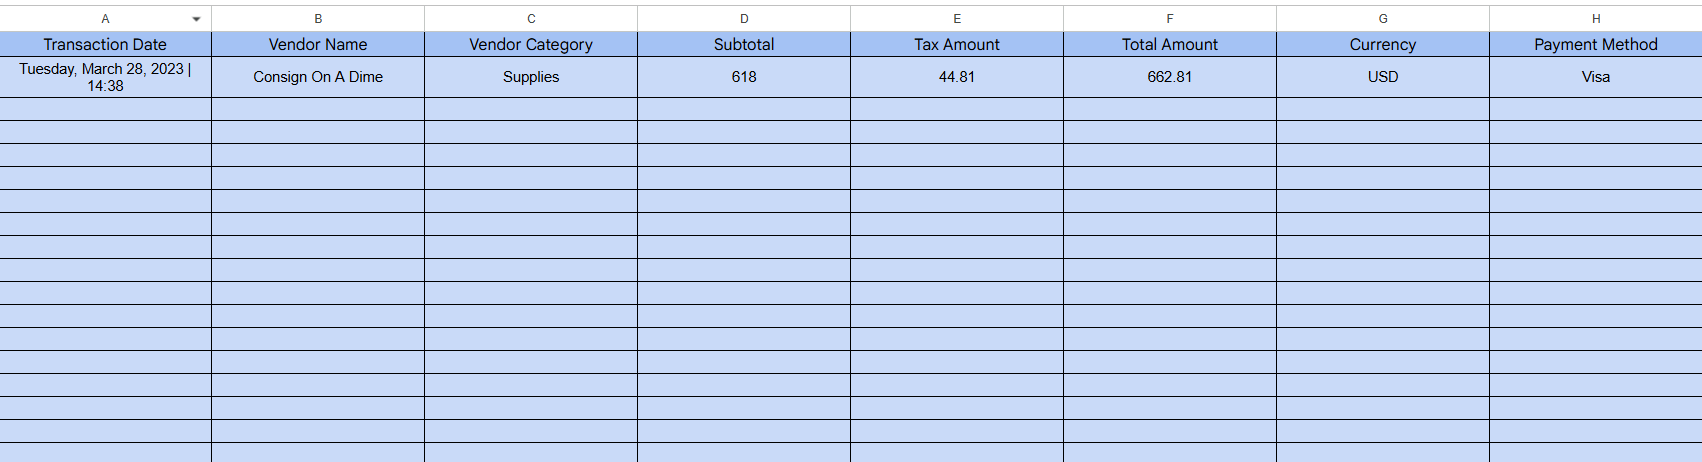 A B C D E F G H
Transaction Date Vendor Name Vendor Category Subtotal Tax Amount Total Amount Currency Payment Method
Tuesday, March 28, 2023 |
14:38 Consign On A Dime Supplies 618 44.81 662.81 USD Visa